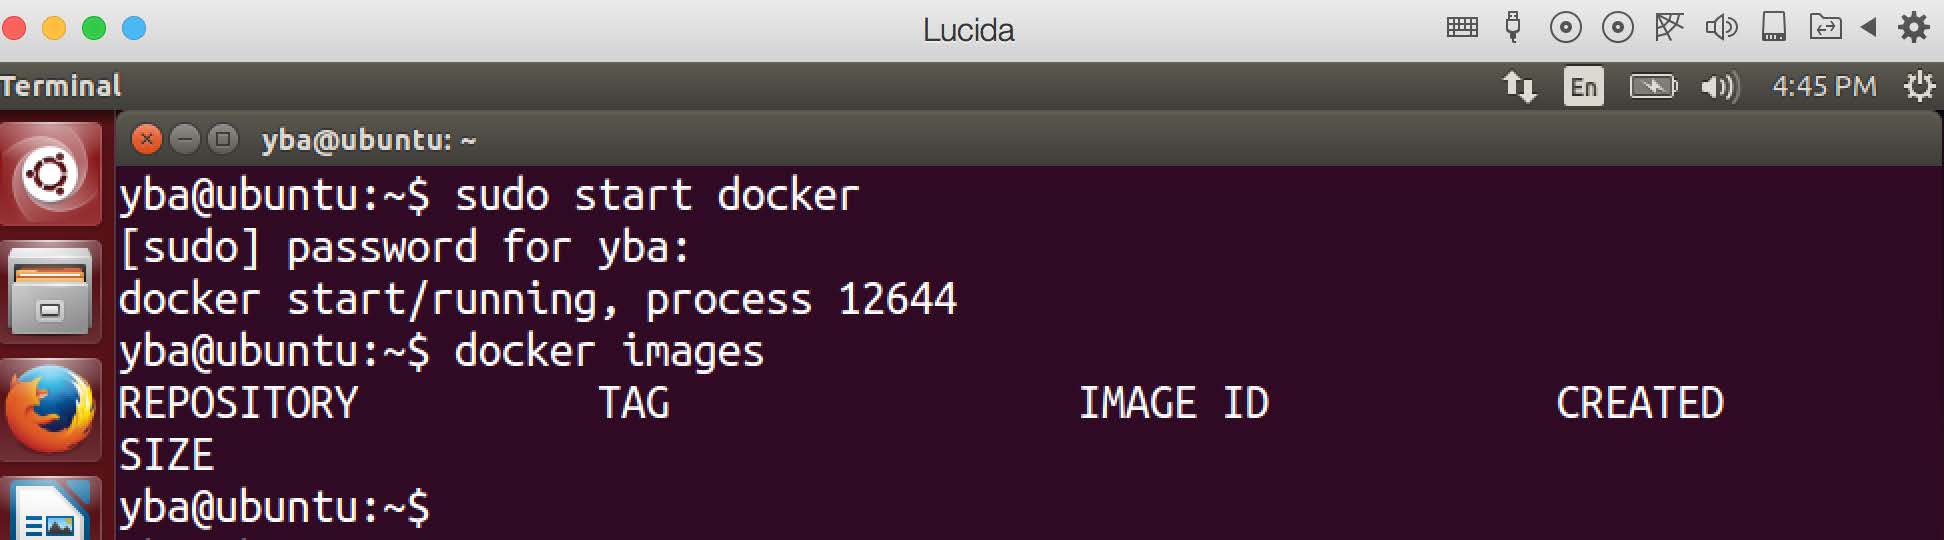 Lucida
Terminal
En
4:45 PM
yba@ubuntu: ~
yba@ubuntu:~$ sudo start docker
[sudo] password for yba:
docker start/running, process 12644
yba@ubuntu:~$ docker images
REPOSITORY TAG IMAGE ID CREATED
SIZE
yba@ubuntu:~$